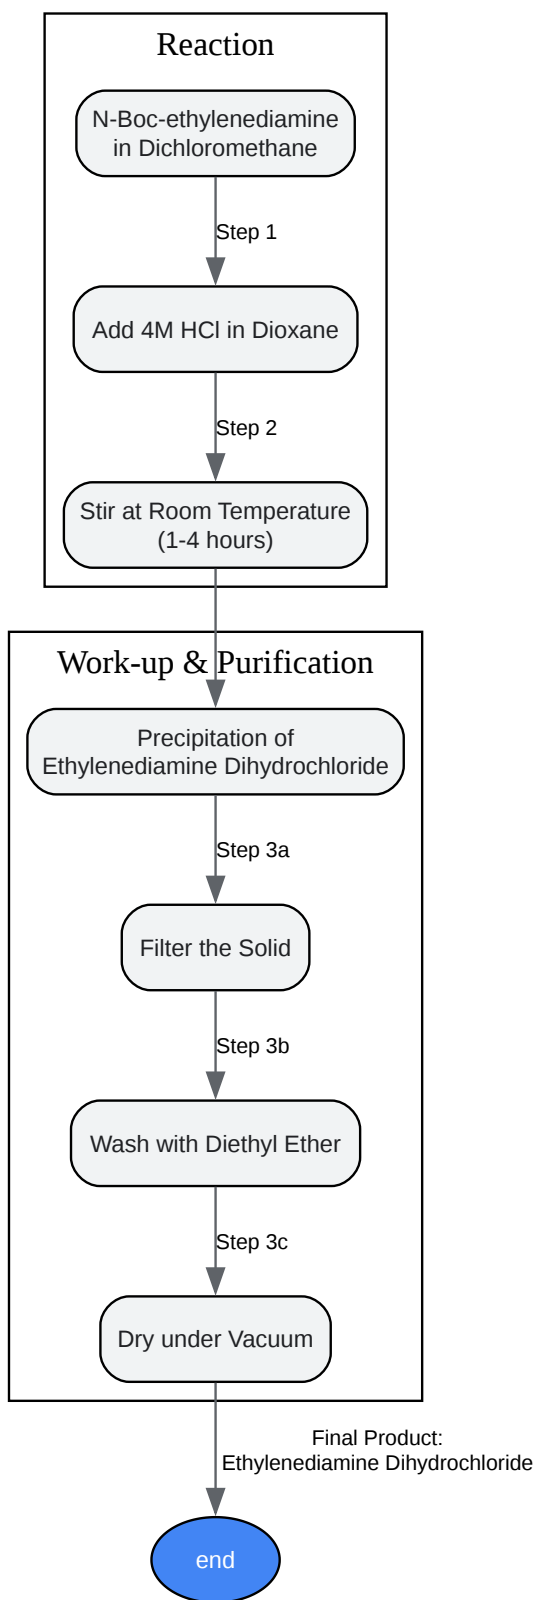 Reaction
N-Boc-ethylenediamine
in Dichloromethane
Step 1
Add 4M HCl in Dioxane
Step 2
Stir at Room Temperature
(1-4 hours)
Work-up & Purification
Precipitation of
Ethylenediamine Dihydrochloride
Step 3a
Filter the Solid
Step 3b
Wash with Diethyl Ether
Step 3c
Dry under Vacuum
Final Product:
Ethylenediamine Dihydrochloride
end